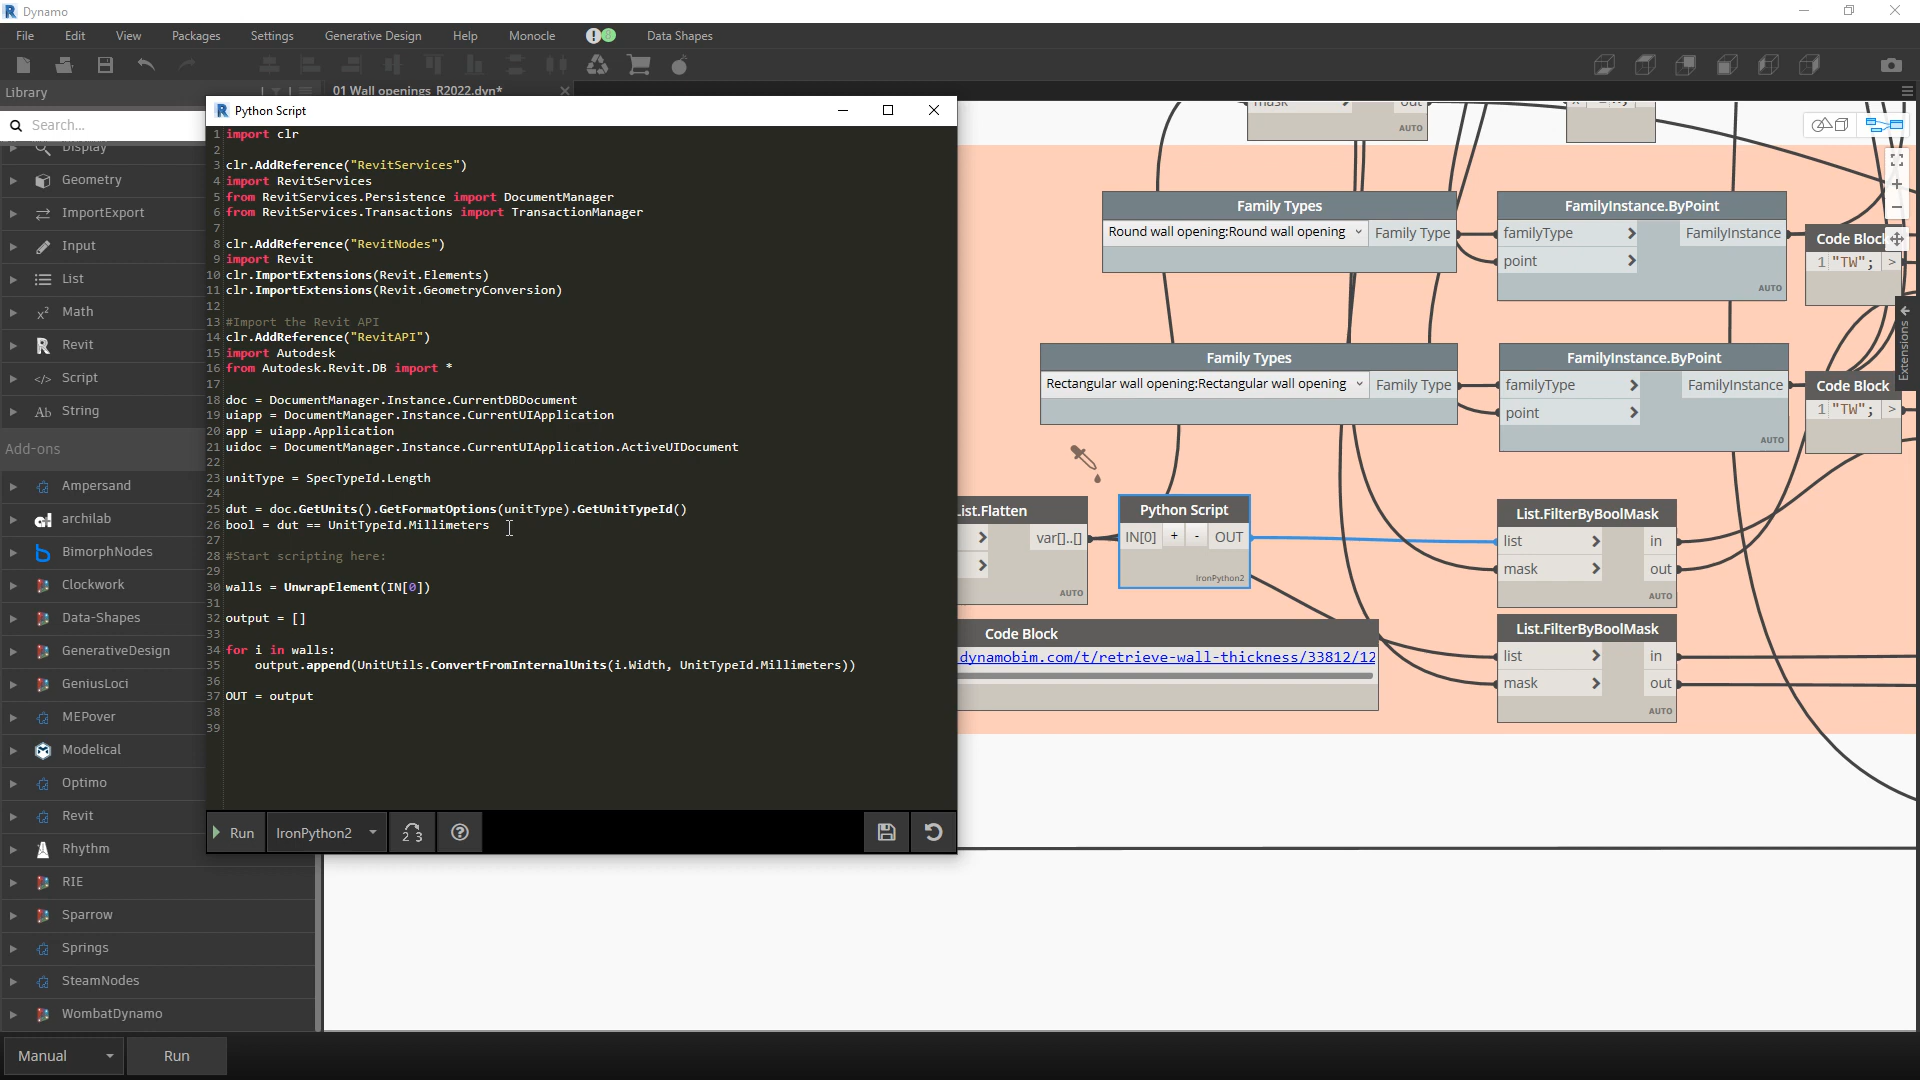 Dynamo
File Edit View Packages Settings Generative Design Help Monocle Data Shapes
Library
01 Wall openings_R2022.dyn*
Search...
Display
Geometry
ImportExport
Input
List
Math
Revit
Script
String
Add-ons
Ampersand
archilab
BimorphNodes
Clockwork
Data-Shapes
GenerativeDesign
GeniusLoci
MEPover
Modelical
Optimo
Revit
Rhythm
RIE
Sparrow
Springs
SteamNodes
WombatDynamo
Manual
Run
Python Script
1 import clr
2
3 clr.AddReference("RevitServices")
4 import RevitServices
5 from RevitServices.Persistence import DocumentManager
6 from RevitServices.Transactions import TransactionManager
7
8 clr.AddReference("RevitNodes")
9 import Revit
10 clr.ImportExtensions(Revit.Elements)
11 clr.ImportExtensions(Revit.GeometryConversion)
12
13 #Import the Revit API
14 clr.AddReference("RevitAPI")
15 import Autodesk
16 from Autodesk.Revit.DB import *
17
18 doc = DocumentManager.Instance.CurrentDBDocument
19 uiapp = DocumentManager.Instance.CurrentUIApplication
20 app = uiapp.Application
21 uidoc = DocumentManager.Instance.CurrentUIApplication.ActiveUIDocument
22
23 unitType = SpecTypeId.Length
24
25 dut = doc.GetUnits().GetFormatOptions(unitType).GetUnitTypeId()
26 bool = dut == UnitTypeId.Millimeters
27
28 #Start scripting here:
29
30 walls = UnwrapElement(IN[0])
31
32 output = []
33
34 for i in walls:
35 output.append(UnitUtils.ConvertFromInternalUnits(i.Width, UnitTypeId.Millimeters))
36
37 OUT = output
38
39
Run
IronPython2
2 3
mask
out
AUTO
Family Types
Round wall opening:Round wall opening
Family Type
FamilyInstance.ByPoint
familyType
FamilyInstance
point
AUTO
Code Block
1 "TW"; >
Family Types
Rectangular wall opening:Rectangular wall opening
Family Type
FamilyInstance.ByPoint
familyType
FamilyInstance
point
AUTO
Code Block
1 "TW"; >
Extensions
List.Flatten
var[]..[]
AUTO
Python Script
IN[0] + - OUT
IronPython2
List.FilterByBoolMask
list
in
mask
out
AUTO
Code Block
dynamobim.com/t/retrieve-wall-thickness/33812/12
List.FilterByBoolMask
list
in
mask
out
AUTO